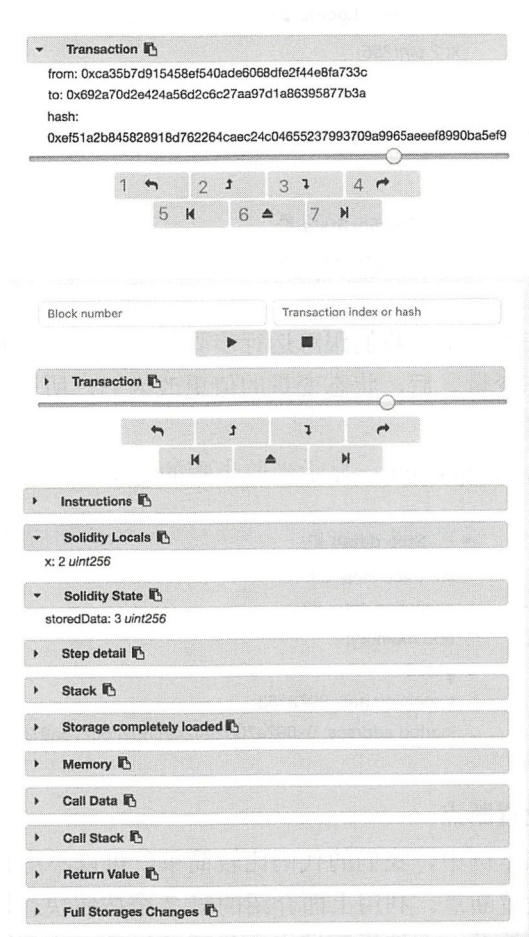 Transaction
from: 0xca35b7d915458ef540ade6068dfe2f44e8fa733c
to: 0x692a70d2e424a56d2c6c27aa97d1a86395877b3a
hash:
0xef51a2b845828918d762264caec24c04655237993709a9965aeeef8990ba5ef9
1 2 3 4
5 6 7
Block number Transaction index or hash
Transaction
Instructions
Solidity Locals
x: 2 uint256
Solidity State
storedData: 3 uint256
Step detail
Stack
Storage completely loaded
Memory
Call Data
Call Stack
Return Value
Full Storages Changes